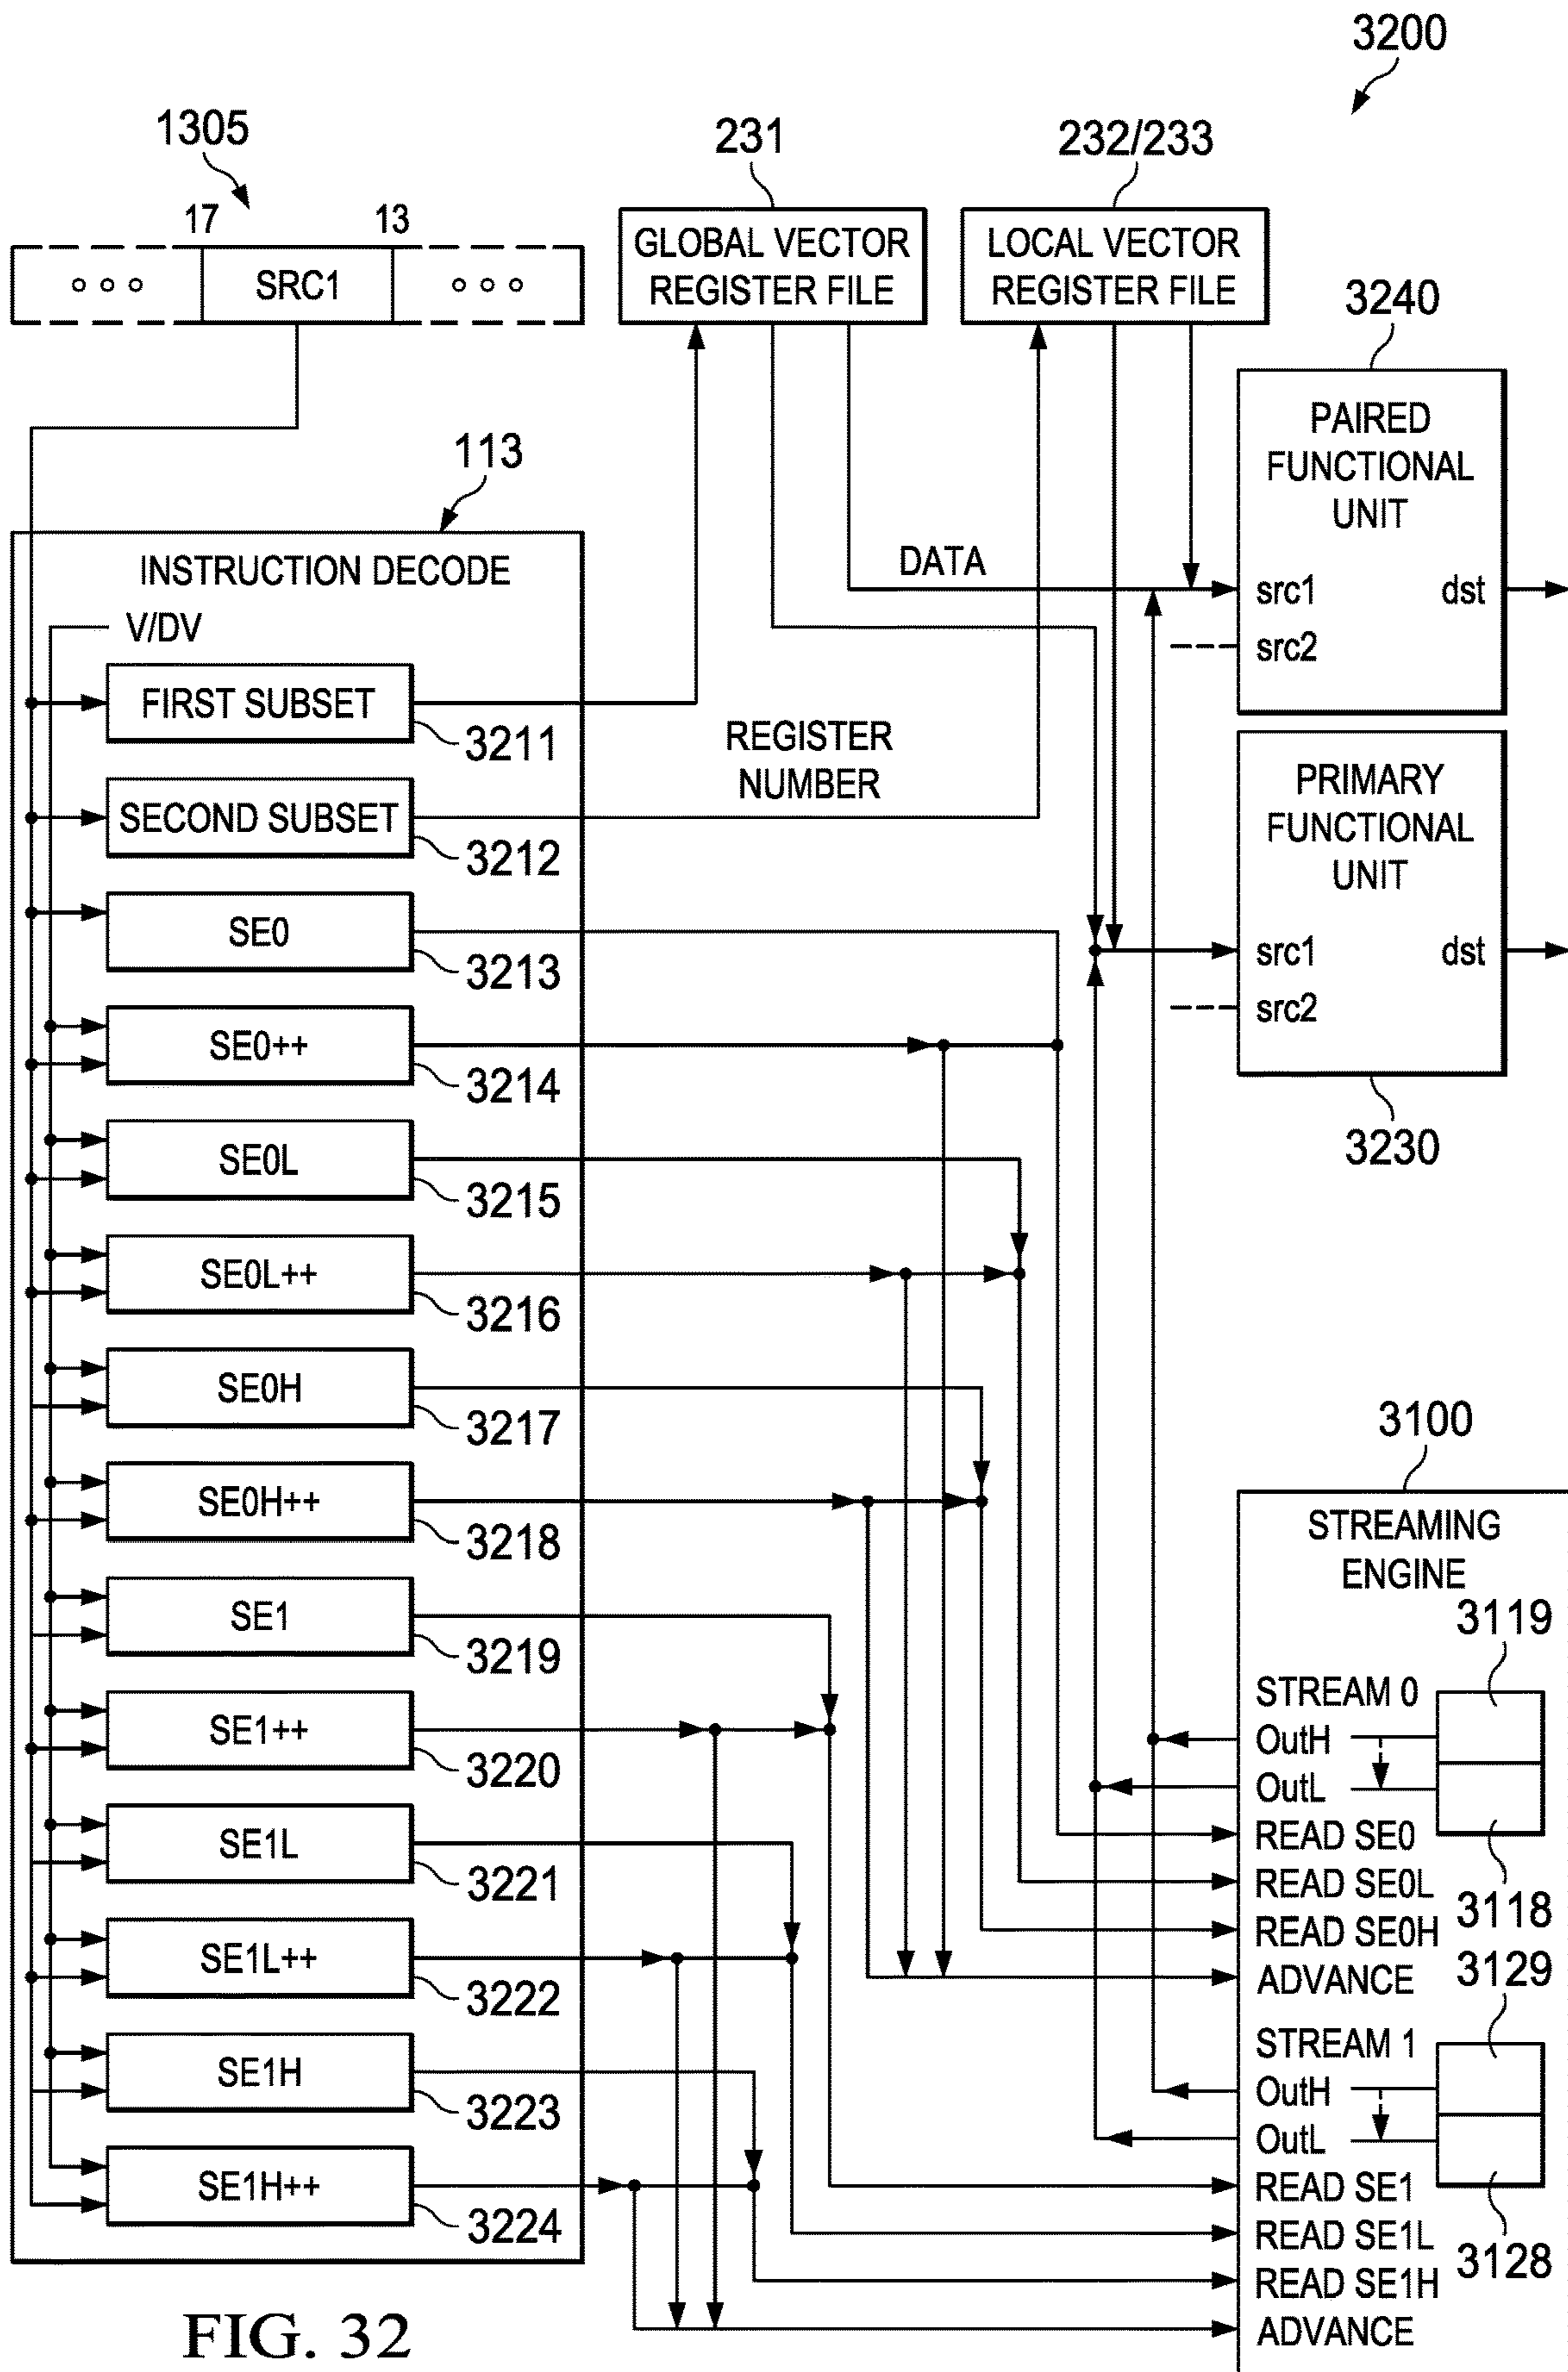 3200
1305
231
232/233
17
13
SRC1
GLOBAL VECTOR
REGISTER FILE
LOCAL VECTOR
REGISTER FILE
3240
PAIRED
FUNCTIONAL
UNIT
src1
dst
src2
DATA
113
INSTRUCTION DECODE
V/DV
FIRST SUBSET
3211
REGISTER
NUMBER
SECOND SUBSET
3212
PRIMARY
FUNCTIONAL
UNIT
src1
dst
src2
3230
SE0
3213
SE0++
3214
SE0L
3215
SE0L++
3216
SE0H
3217
SE0H++
3218
SE1
3219
SE1++
3220
SE1L
3221
SE1L++
3222
SE1H
3223
SE1H++
3224
3100
STREAMING
ENGINE
3119
STREAM 0
OutH
OutL
READ SE0
READ SE0L
3118
READ SE0H
3129
ADVANCE
STREAM 1
OutH
OutL
READ SE1
READ SE1L
3128
READ SE1H
ADVANCE
FIG. 32